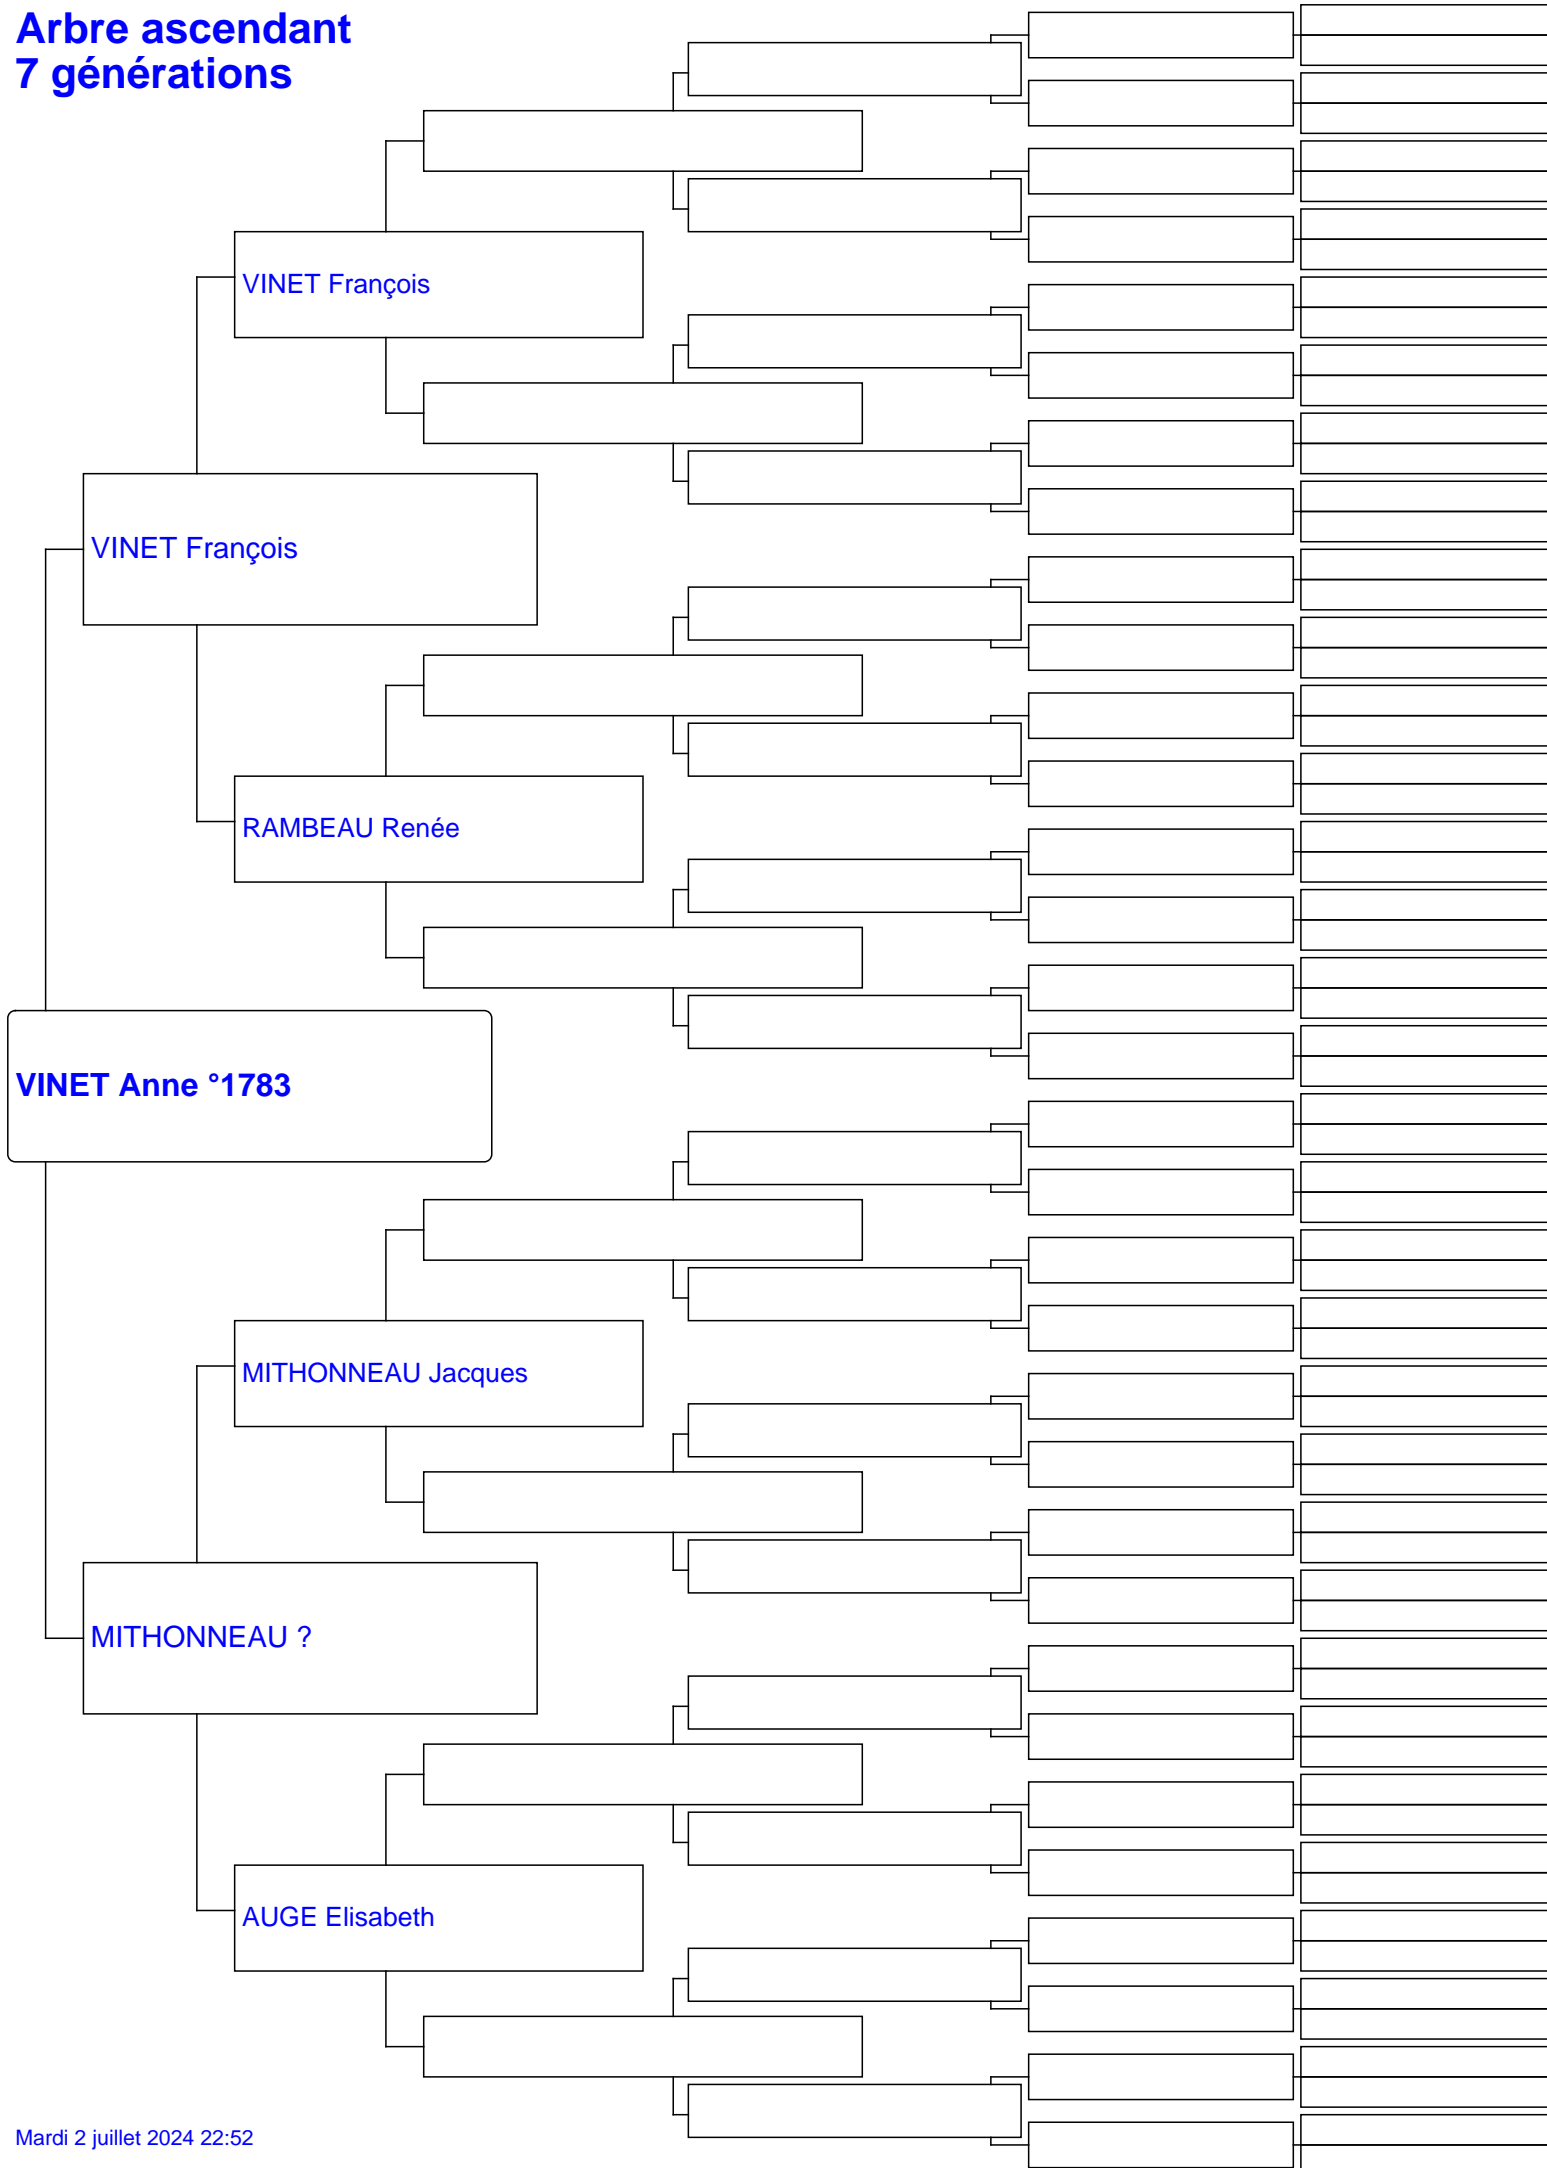 Arbre ascendant
7 générations
VINET François
VINET François
RAMBEAU Renée
VINET Anne °1783
MITHONNEAU Jacques
MITHONNEAU ?
AUGE Elisabeth
Mardi 2 juillet 2024 22:52